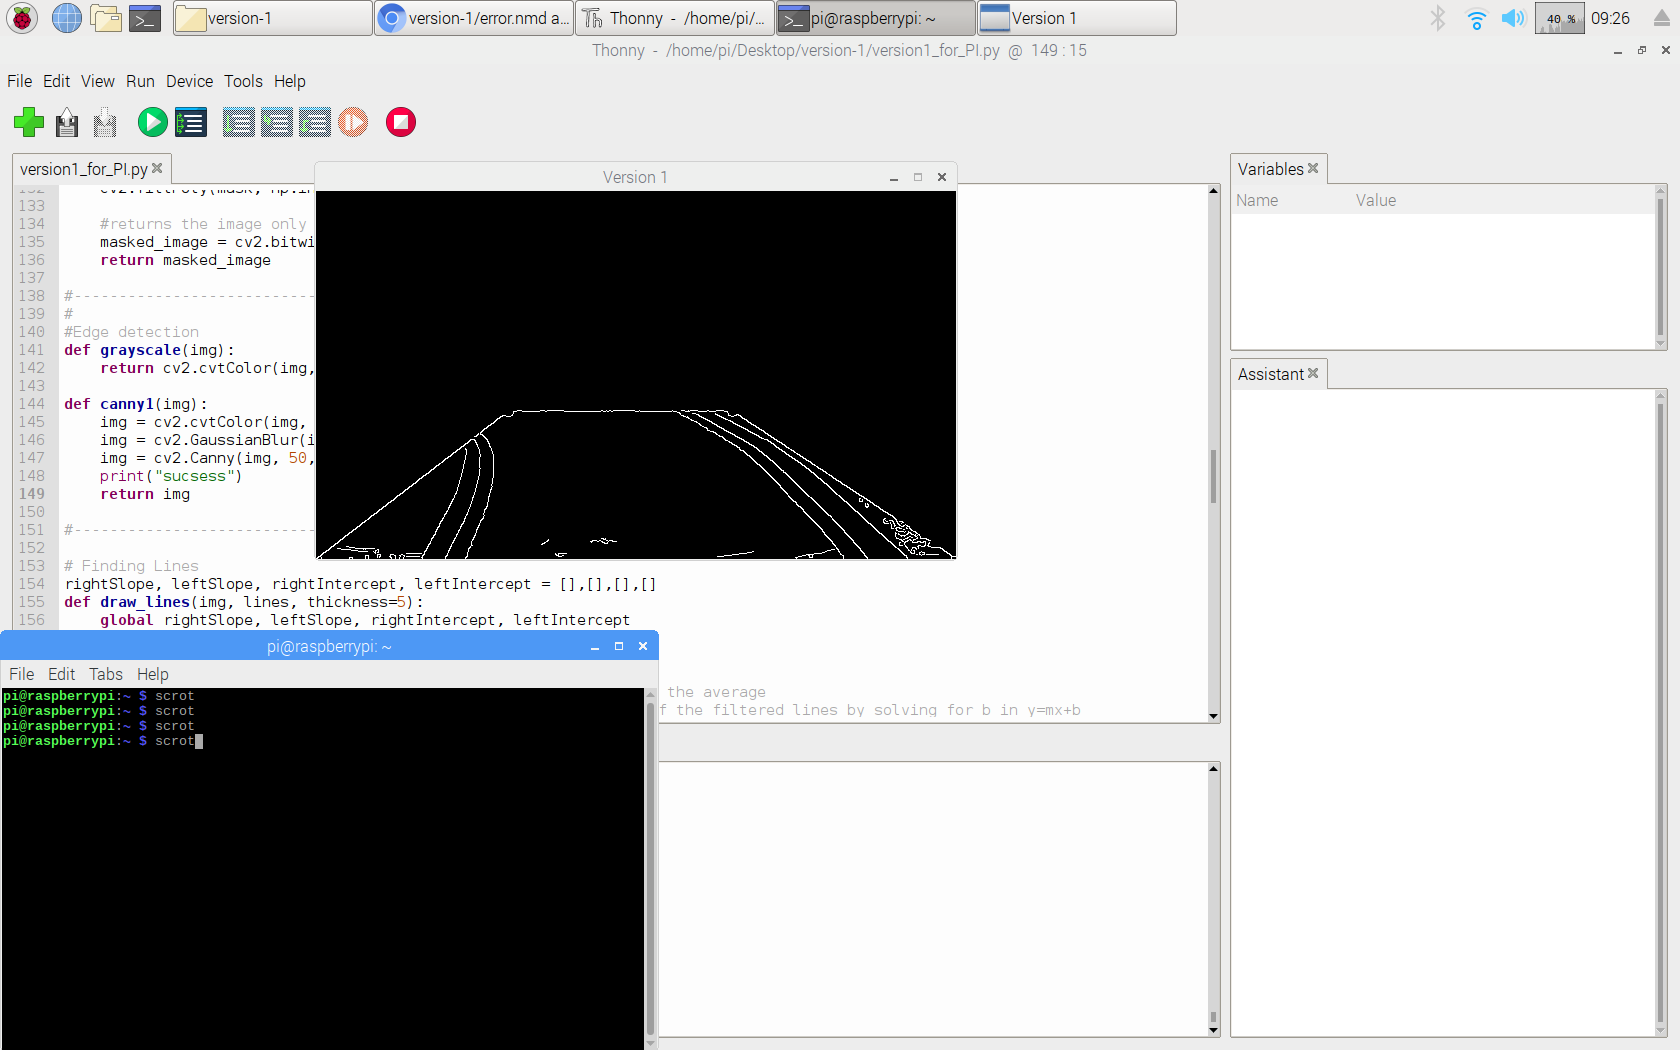 version-1
version-1/error.nmd a...
Thonny - /home/pi/...
pi@raspberrypi: ~
Version 1
40 %
09:26
Thonny - /home/pi/Desktop/version-1/version1_for_PI.py @ 149 : 15
File Edit View Run Device Tools Help
version1_for_PI.py
133
134 #returns the image only
135 masked_image = cv2.bitwi
136 return masked_image
137
138 #---------------------------
139 #
140 #Edge detection
141 def grayscale(img):
142 return cv2.cvtColor(img,
143
144 def canny1(img):
145 img = cv2.cvtColor(img,
146 img = cv2.GaussianBlur(i
147 img = cv2.Canny(img, 50,
148 print("sucsess")
149 return img
150
151 #---------------------------
152
153 # Finding Lines
154 rightSlope, leftSlope, rightIntercept, leftIntercept = [],[],[],[]
155 def draw_lines(img, lines, thickness=5):
156 global rightSlope, leftSlope, rightIntercept, leftIntercept
the average
f the filtered lines by solving for b in y=mx+b
Version 1
Variables
Name Value
Assistant
pi@raspberrypi: ~
File Edit Tabs Help
pi@raspberrypi:~ $ scrot
pi@raspberrypi:~ $ scrot
pi@raspberrypi:~ $ scrot
pi@raspberrypi:~ $ scrot